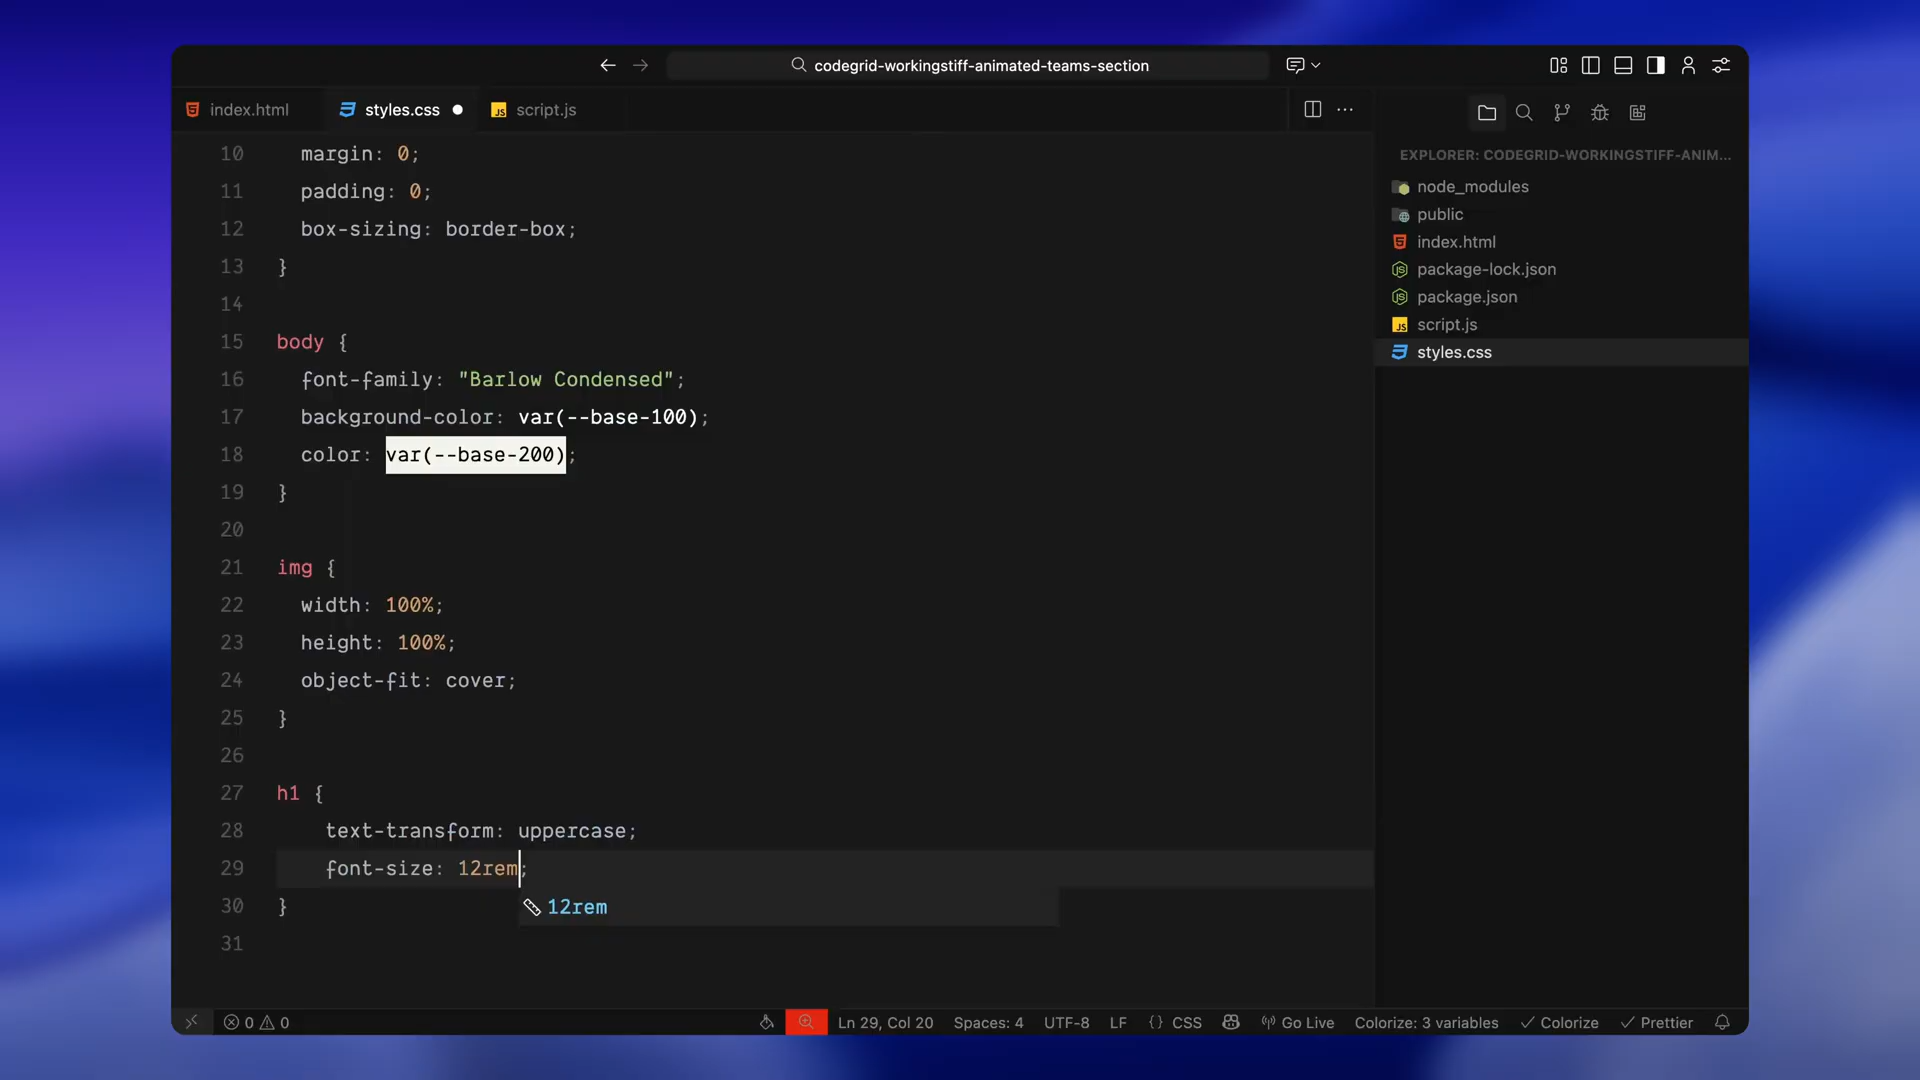 codegrid-workingstiff-animated-teams-section
index.html
styles.css
script.js
10 margin: 0;
11 padding: 0;
12 box-sizing: border-box;
13 }
14
15 body {
16 font-family: "Barlow Condensed";
17 background-color: var(--base-100);
18 color: var(--base-200);
19 }
20
21 img {
22 width: 100%;
23 height: 100%;
24 object-fit: cover;
25 }
26
27 h1 {
28 text-transform: uppercase;
29 font-size: 12rem;
12rem
30 }
31
EXPLORER: CODEGRID-WORKINGSTIFF-ANIM...
node_modules
public
index.html
package-lock.json
package.json
script.js
styles.css
0 0 Ln 29, Col 20 Spaces: 4 UTF-8 LF {} CSS Go Live Colorize: 3 variables Colorize Prettier